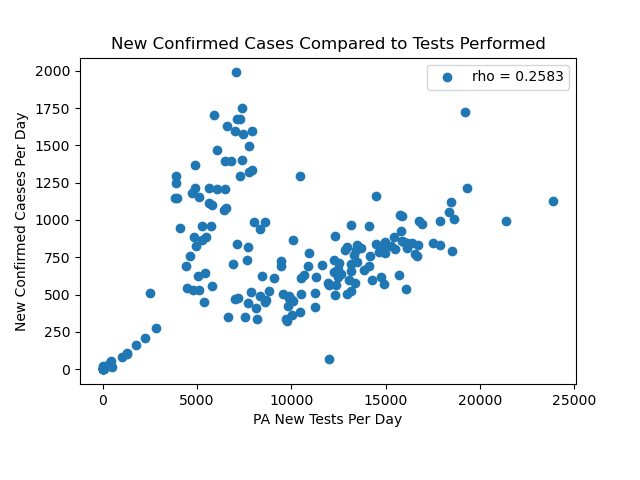 New Confirmed Cases Compared to Tests Performed
rho = 0.2583
2000
1750
1500
1250
1000
750
500
250
0
New Confirmed Caeses Per Day
0 5000 10000 15000 20000 25000
PA New Tests Per Day